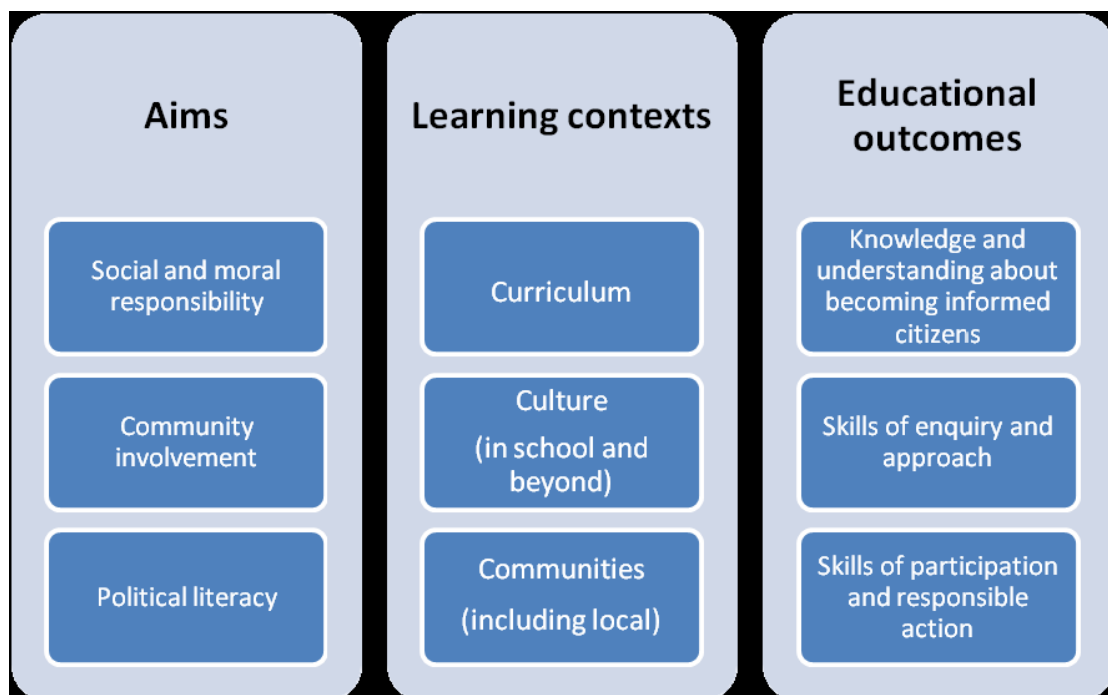 Aims
Social and moral
responsibility
Community
involvement
Political literacy
Learning contexts
Curriculum
Culture
(in school and
beyond)
Communities
(including local)
Educational
outcomes
Knowledge and
understanding about
becoming informed
citizens
Skills of enquiry and
approach
Skills of participation
and responsible
action